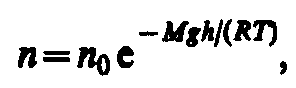 n = n₀ e^{-Mgh/(RT)},